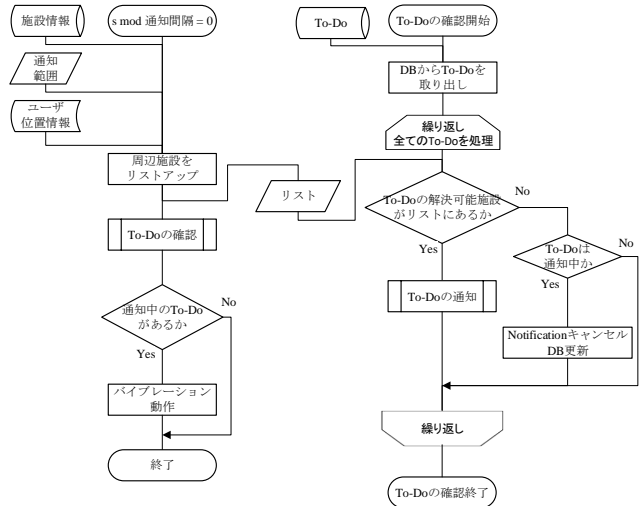 施設情報
s mod 通知間隔 = 0
通知
範囲
ユーザ
位置情報
周辺施設を
リストアップ
リスト
To-Doの確認
通知中のTo-Do
があるか
No
Yes
バイブレーション
動作
終了
To-Do
To-Doの確認開始
DBからTo-Doを
取り出し
繰り返し
全てのTo-Doを処理
To-Doの解決可能施設
がリストにあるか
No
Yes
To-Doは
通知中か
No
Yes
To-Doの通知
Notificationキャンセル
DB更新
繰り返し
To-Doの確認終了